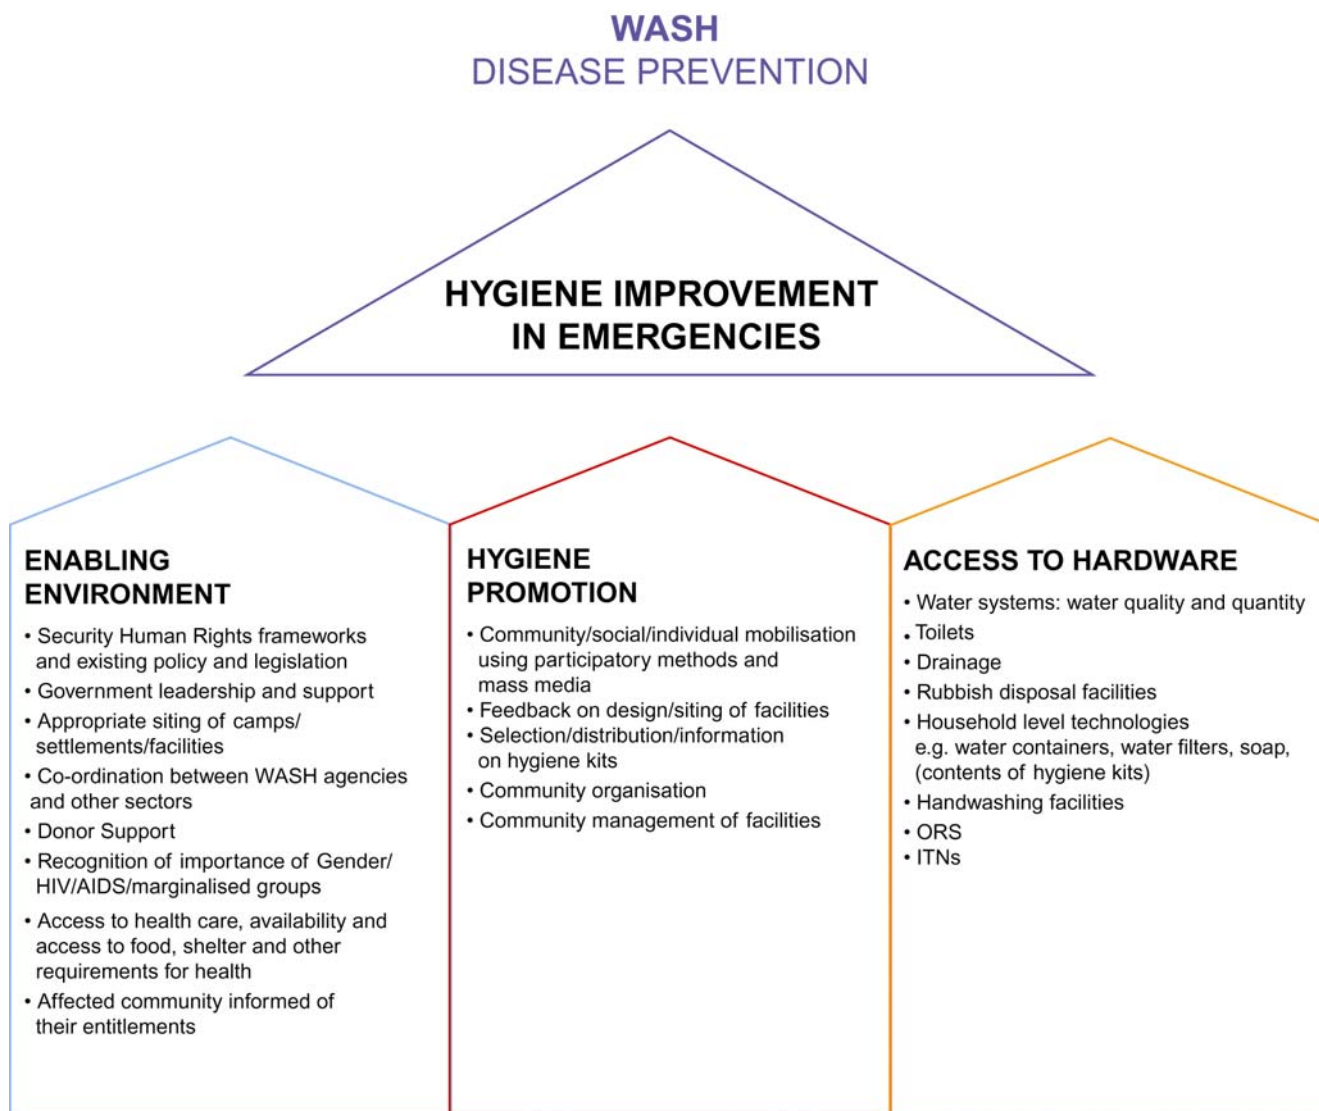 WASH
DISEASE PREVENTION
HYGIENE IMPROVEMENT
IN EMERGENCIES
ENABLING
ENVIRONMENT
• Security Human Rights frameworks
and existing policy and legislation
• Government leadership and support
• Appropriate siting of camps/
settlements/facilities
• Co-ordination between WASH agencies
and other sectors
• Donor Support
• Recognition of importance of Gender/
HIV/AIDS/marginalised groups
• Access to health care, availability and
access to food, shelter and other
requirements for health
• Affected community informed of
their entitlements
HYGIENE
PROMOTION
• Community/social/individual mobilisation
using participatory methods and
mass media
• Feedback on design/siting of facilities
• Selection/distribution/information
on hygiene kits
• Community organisation
• Community management of facilities
ACCESS TO HARDWARE
• Water systems: water quality and quantity
• Toilets
• Drainage
• Rubbish disposal facilities
• Household level technologies
e.g. water containers, water filters, soap,
(contents of hygiene kits)
• Handwashing facilities
• ORS
• ITNs